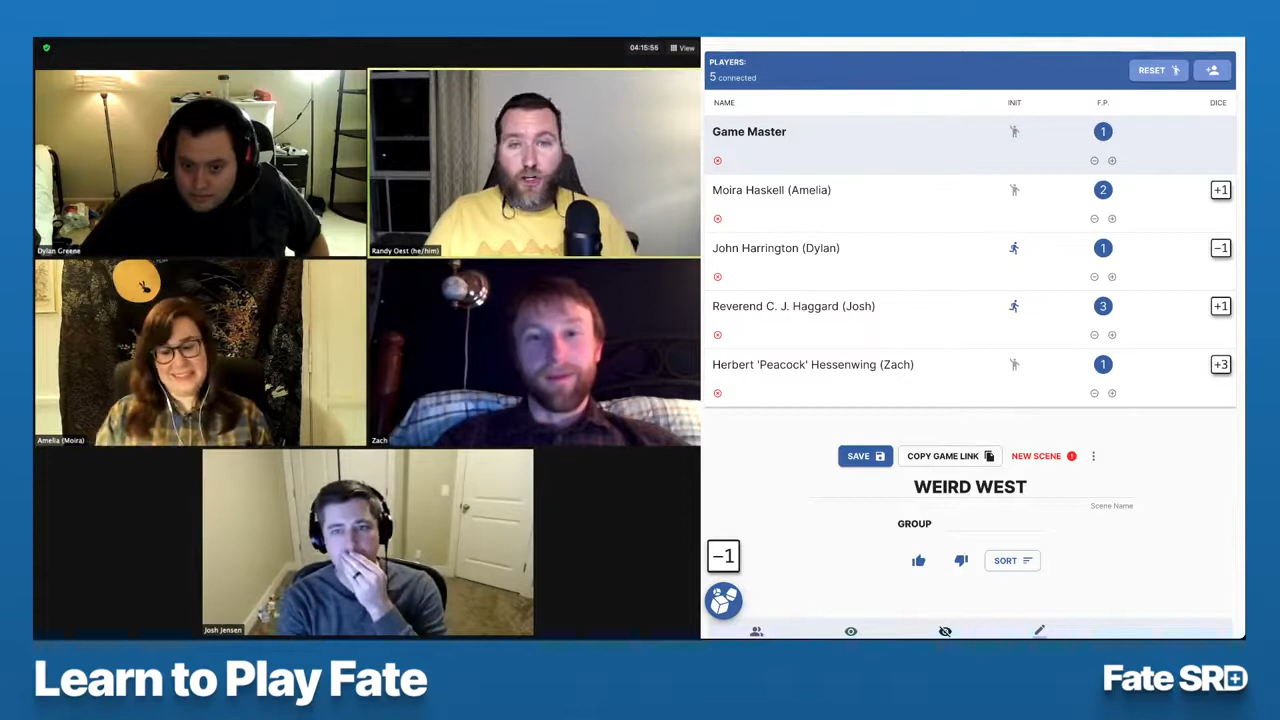 04:15:56
View
Dylan Greene
Randy Oest (he/him)
Amelia (Moira)
Zach
Josh Jensen
PLAYERS:
5 connected
RESET
NAME INIT F.P. DICE
Game Master 1
Moira Haskell (Amelia) 2 +1
John Harrington (Dylan) 1 −1
Reverend C. J. Haggard (Josh) 3 +1
Herbert 'Peacock' Hessenwing (Zach) 1 +3
SAVE COPY GAME LINK NEW SCENE
WEIRD WEST
Scene Name
GROUP
−1
SORT
Learn to Play Fate
Fate SRD